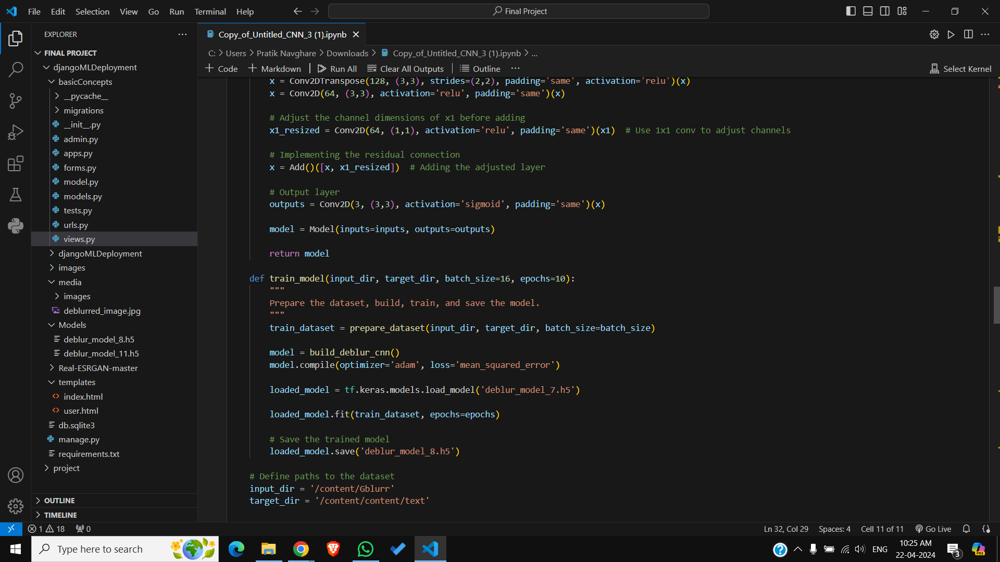 File Edit Selection View Go Run Terminal Help
Final Project
EXPLORER
FINAL PROJECT
djangoMLDeployment
basicConcepts
__pycache__
migrations
__init__.py
admin.py
apps.py
forms.py
model.py
models.py
tests.py
urls.py
views.py
djangoMLDeployment
images
media
images
deblurred_image.jpg
Models
deblur_model_8.h5
deblur_model_11.h5
Real-ESRGAN-master
templates
index.html
user.html
db.sqlite3
manage.py
requirements.txt
project
OUTLINE
TIMELINE
Copy_of_Untitled_CNN_3 (1).ipynb
C: > Users > Pratik Navghare > Downloads > Copy_of_Untitled_CNN_3 (1).ipynb > ...
+ Code + Markdown | Run All Clear All Outputs | Outline ... Select Kernel
x = Conv2DTranspose(128, (3,3), strides=(2,2), padding='same', activation='relu')(x)
x = Conv2D(64, (3,3), activation='relu', padding='same')(x)
# Adjust the channel dimensions of x1 before adding
x1_resized = Conv2D(64, (1,1), activation='relu', padding='same')(x1)  # Use 1x1 conv to adjust channels
# Implementing the residual connection
x = Add()([x, x1_resized])  # Adding the adjusted layer
# Output layer
outputs = Conv2D(3, (3,3), activation='sigmoid', padding='same')(x)
model = Model(inputs=inputs, outputs=outputs)
return model
def train_model(input_dir, target_dir, batch_size=16, epochs=10):
"""
Prepare the dataset, build, train, and save the model.
"""
train_dataset = prepare_dataset(input_dir, target_dir, batch_size=batch_size)
model = build_deblur_cnn()
model.compile(optimizer='adam', loss='mean_squared_error')
loaded_model = tf.keras.models.load_model('deblur_model_7.h5')
loaded_model.fit(train_dataset, epochs=epochs)
# Save the trained model
loaded_model.save('deblur_model_8.h5')
# Define paths to the dataset
input_dir = '/content/Gblurr'
target_dir = '/content/content/text'
1 18 0
Ln 32, Col 29 Spaces: 4 Cell 11 of 11 Go Live
Type here to search
ENG
10:25 AM
22-04-2024
3
PRE